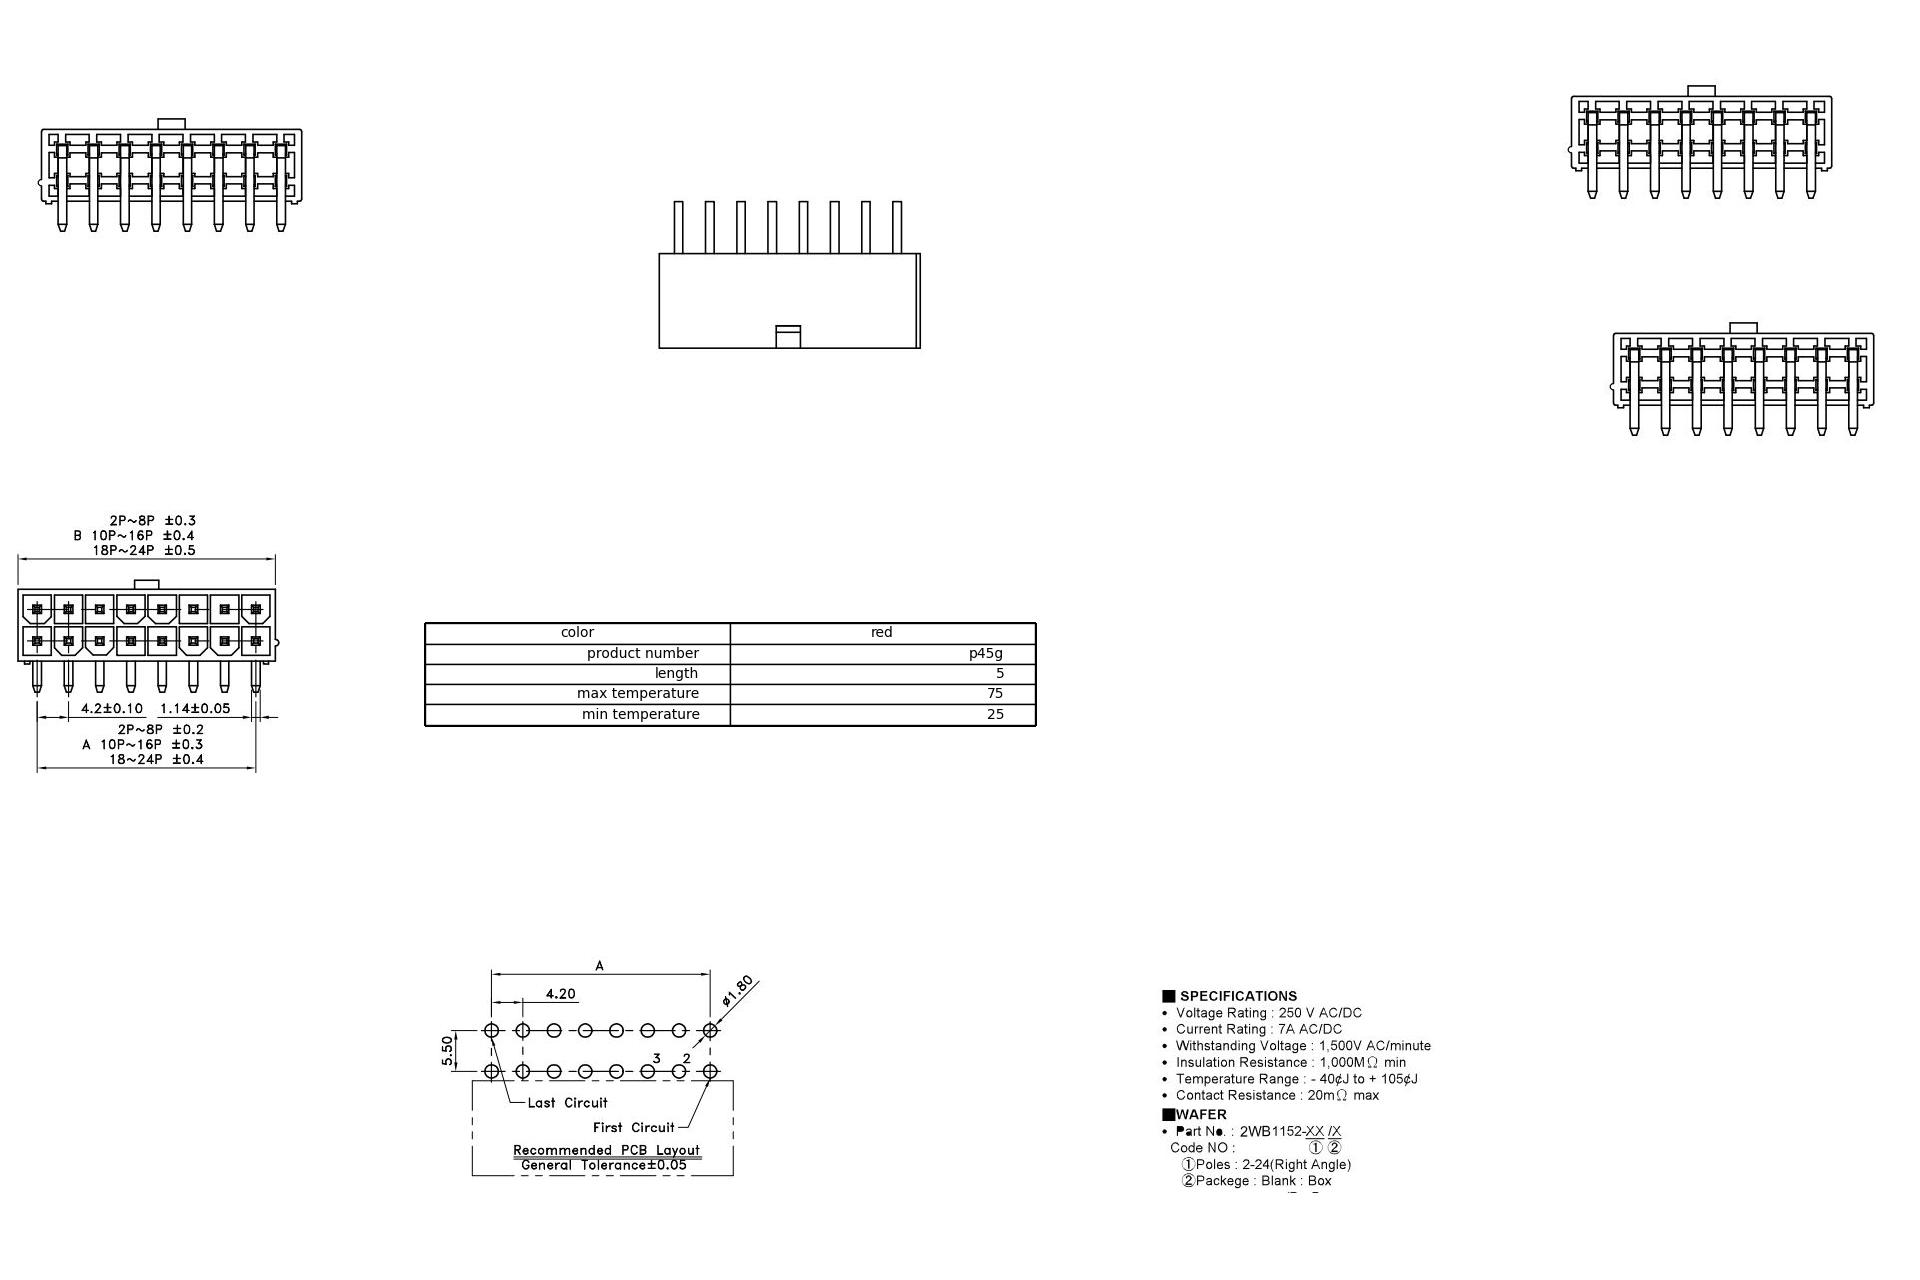 2P~8P ±0.3
B 10P~16P ±0.4
18P~24P ±0.5
4.2±0.10 1.14±0.05
2P~8P ±0.2
A 10P~16P ±0.3
18~24P ±0.4
color red
product number p45g
length 5
max temperature 75
min temperature 25
A
4.20
ø1.80
5.50
3 2
Last Circuit
First Circuit
Recommended PCB Layout
General Tolerance±0.05
■ SPECIFICATIONS
• Voltage Rating : 250 V AC/DC
• Current Rating : 7A AC/DC
• Withstanding Voltage : 1,500V AC/minute
• Insulation Resistance : 1,000MΩ min
• Temperature Range : - 40¢J to + 105¢J
• Contact Resistance : 20mΩ max
■WAFER
• Part No. : 2WB1152-XX /X
Code NO : ① ②
①Poles : 2-24(Right Angle)
②Packege : Blank : Box